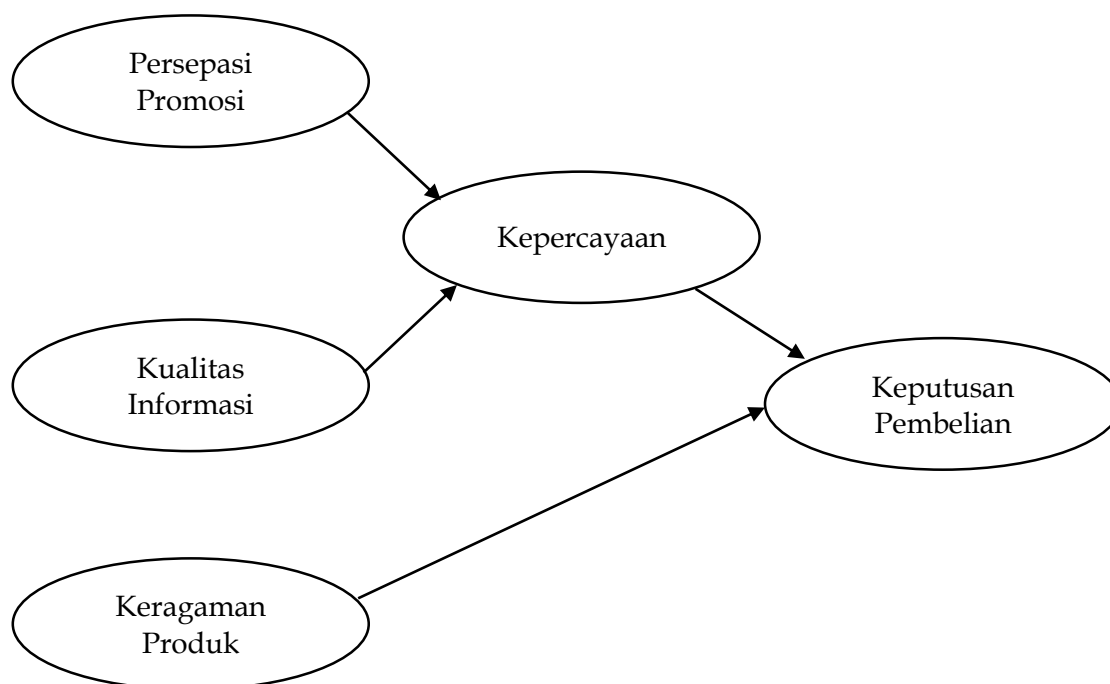 Persepasi
Promosi
Kepercayaan
Kualitas
Informasi
Keputusan
Pembelian
Keragaman
Produk